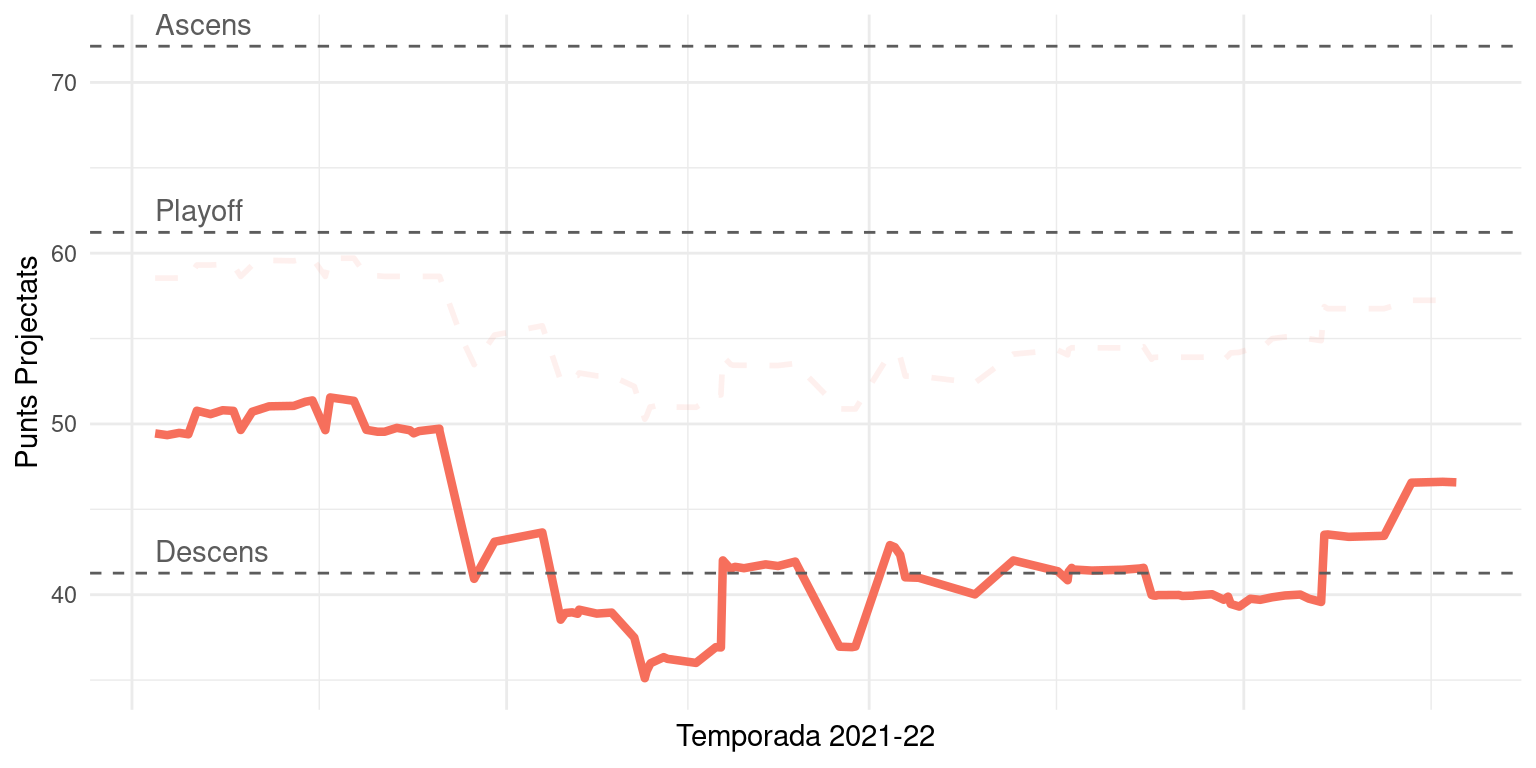 Ascens
70
Playoff
60
Punts Projectats
50
Descens
40
Temporada 2021-22